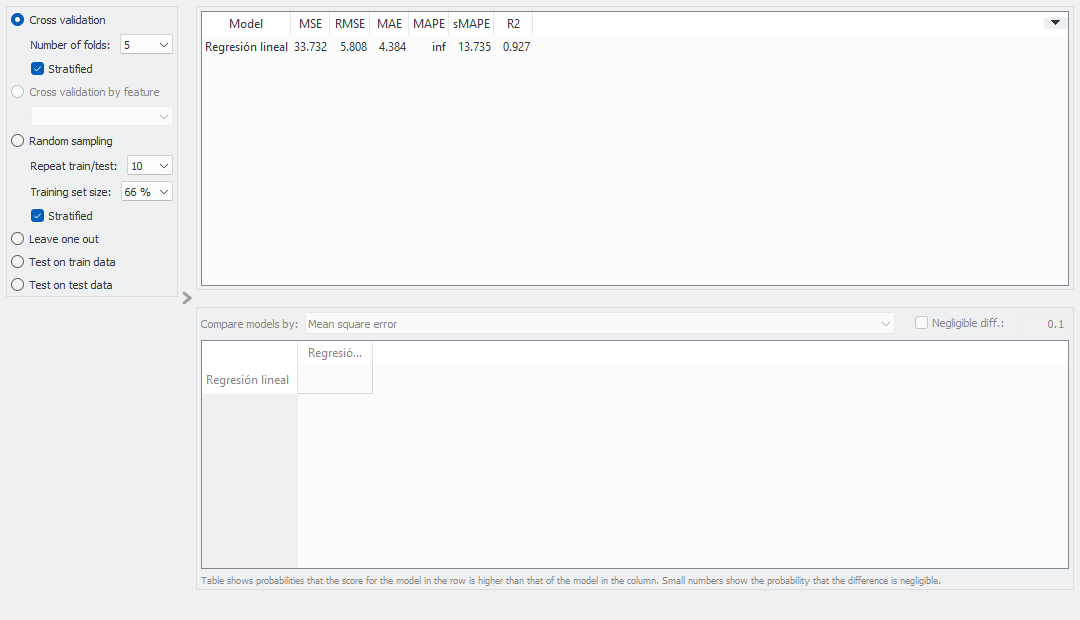 Cross validation
Number of folds: 5
Stratified
Cross validation by feature
Random sampling
Repeat train/test: 10
Training set size: 66 %
Stratified
Leave one out
Test on train data
Test on test data
Model MSE RMSE MAE MAPE sMAPE R2
Regresión lineal 33.732 5.808 4.384 inf 13.735 0.927
Compare models by: Mean square error Negligible diff.: 0.1
Regresió...
Regresión lineal
Table shows probabilities that the score for the model in the row is higher than that of the model in the column. Small numbers show the probability that the difference is negligible.